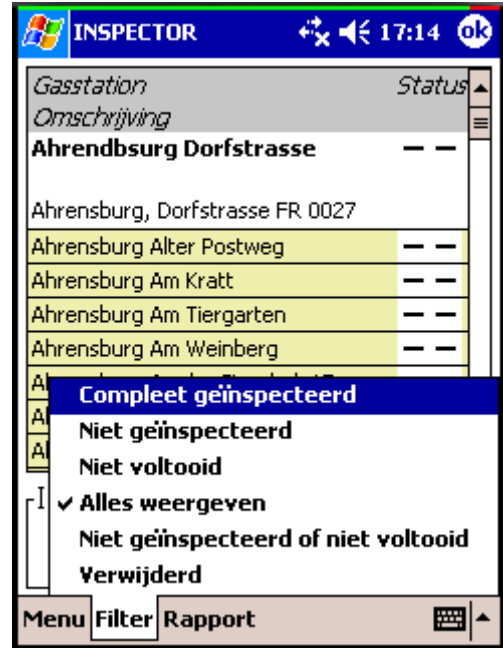 INSPECTOR 17:14 ok
Gasstation Status
Omschrijving
Ahrendbsurg Dorfstrasse — —
Ahrensburg, Dorfstrasse FR 0027
Ahrensburg Alter Postweg — —
Ahrensburg Am Kratt — —
Ahrensburg Am Tiergarten — —
Ahrensburg Am Weinberg — —
Compleet geïnspecteerd
Niet geïnspecteerd
Niet voltooid
✓ Alles weergeven
Niet geïnspecteerd of niet voltooid
Verwijderd
Menu Filter Rapport